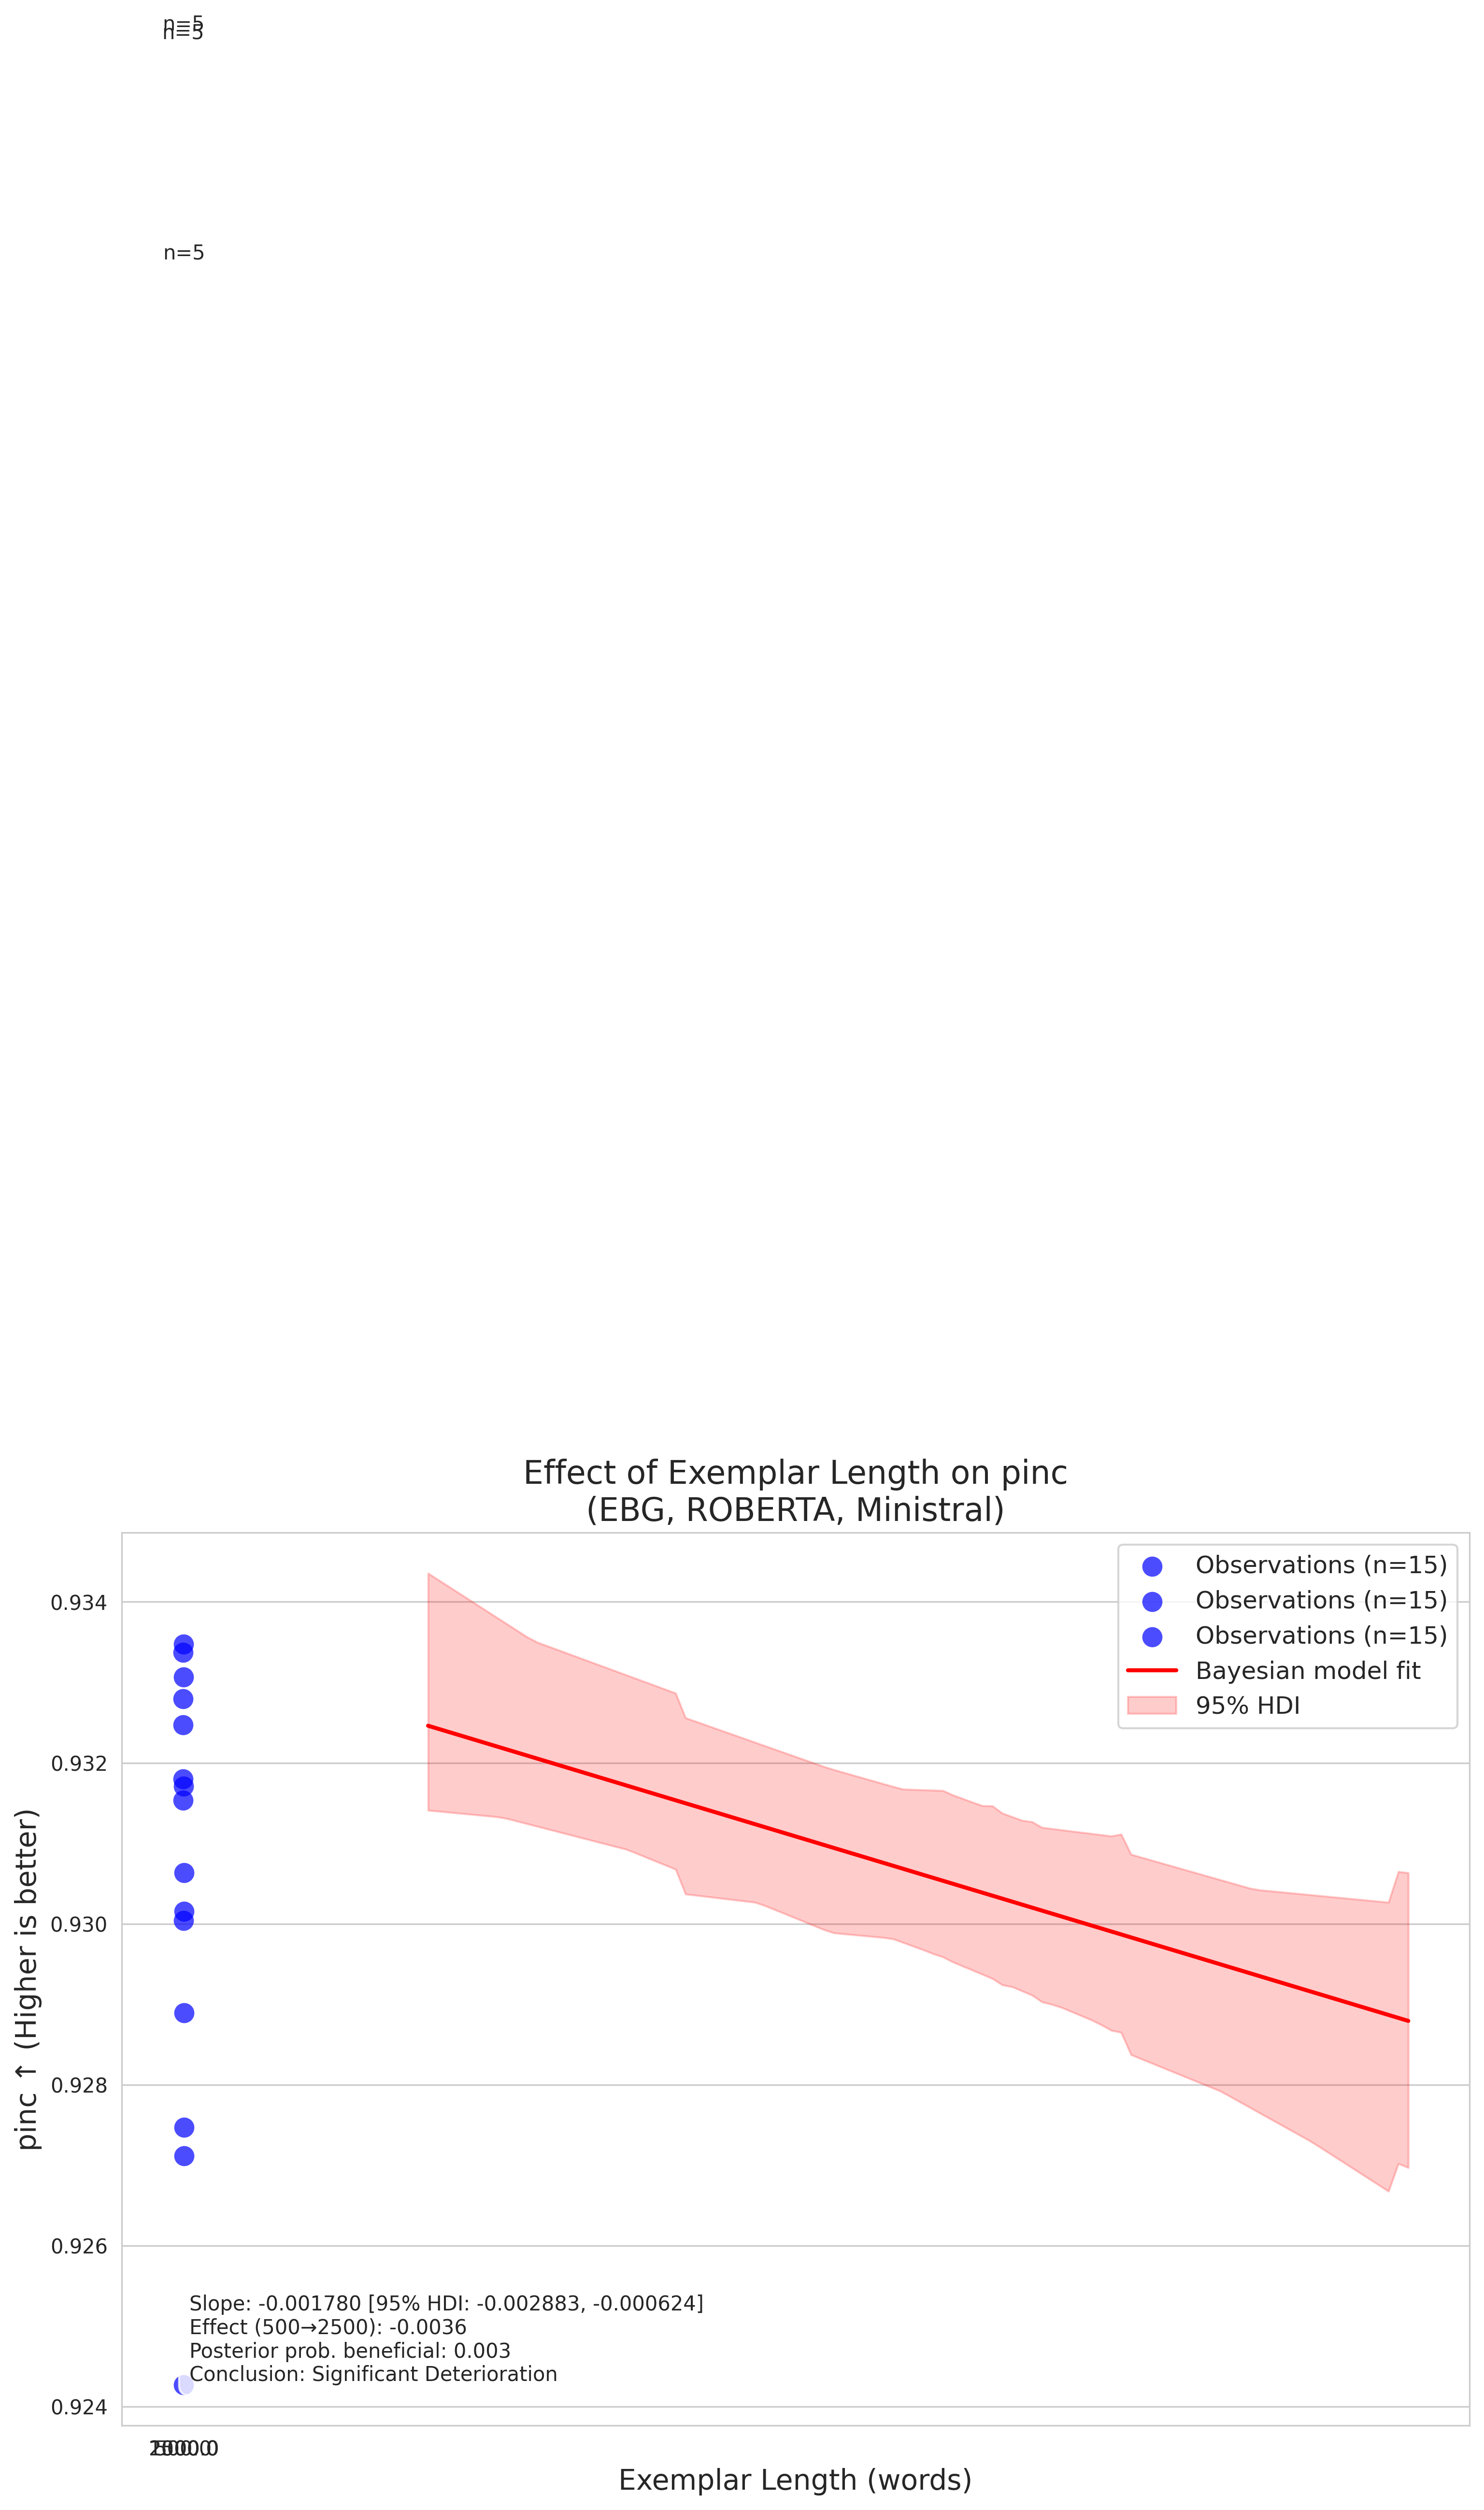 n=5
n=5
n=5
Effect of Exemplar Length on pinc
(EBG, ROBERTA, Ministral)
Observations (n=15)
Observations (n=15)
Observations (n=15)
Bayesian model fit
95% HDI
pinc ↑ (Higher is better)
0.934
0.932
0.930
0.928
0.926
0.924
Slope: -0.001780 [95% HDI: -0.002883, -0.000624]
Effect (500→2500): -0.0036
Posterior prob. beneficial: 0.003
Conclusion: Significant Deterioration
Exemplar Length (words)